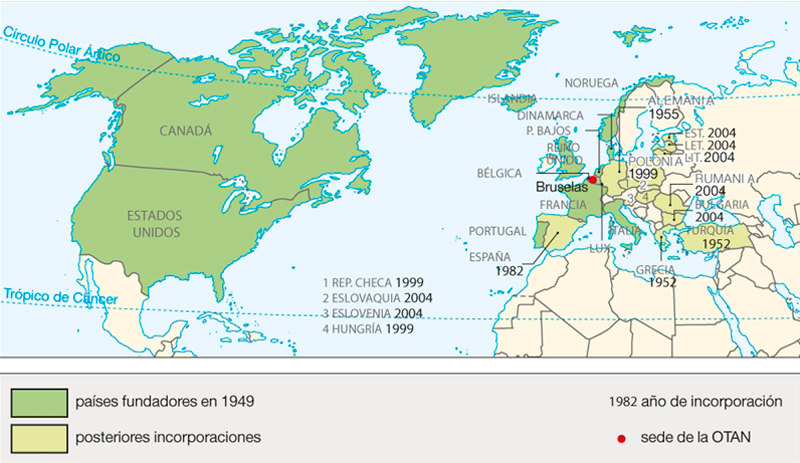 Círculo Polar Ártico
NORUEGA
ISLANDIA
ALEMANIA
1955
DINAMARCA
P. BAJOS
CANADÁ
EST. 2004
LET. 2004
LIT. 2004
REINO
UNIDO
POLONIA
1999
BÉLGICA
RUMANIA
2004
Bruselas
2
3
FRANCIA
BULGARIA
2004
ESTADOS
UNIDOS
PORTUGAL
ITALIA
TURQUÍA
1952
LUX.
ESPAÑA
1982
GRECIA
1952
1 REP. CHECA 1999
2 ESLOVAQUIA 2004
3 ESLOVENIA 2004
4 HUNGRÍA 1999
Trópico de Cáncer
países fundadores en 1949
1982 año de incorporación
posteriores incorporaciones
sede de la OTAN